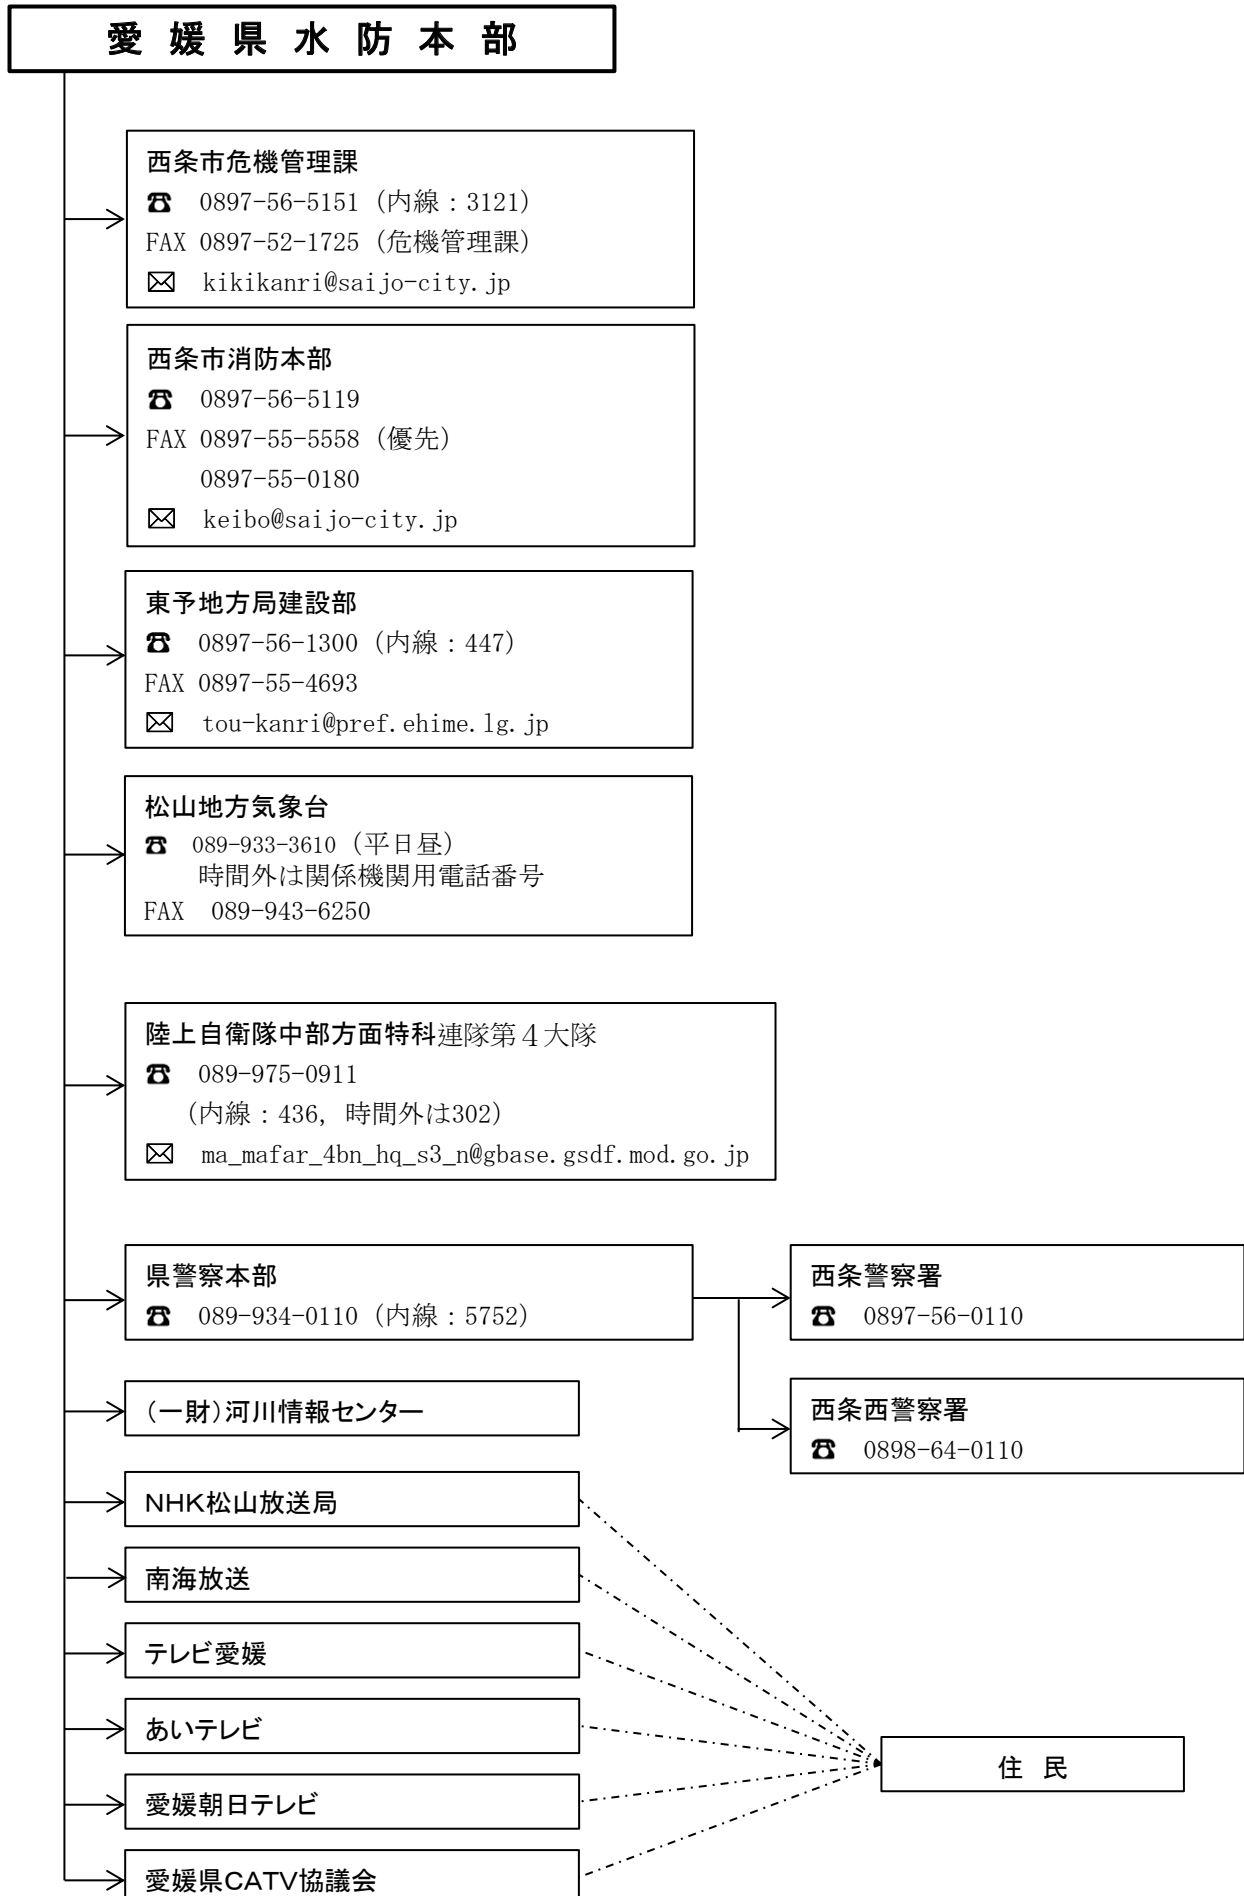 愛媛県水防本部
西条市危機管理課
☎ 0897-56-5151（内線：3121）
FAX 0897-52-1725（危機管理課）
✉ kikikanri@saijo-city.jp
西条市消防本部
☎ 0897-56-5119
FAX 0897-55-5558（優先）
0897-55-0180
✉ keibo@saijo-city.jp
東予地方局建設部
☎ 0897-56-1300（内線：447）
FAX 0897-55-4693
✉ tou-kanri@pref.ehime.lg.jp
松山地方気象台
☎ 089-933-3610（平日昼）
時間外は関係機関用電話番号
FAX 089-943-6250
陸上自衛隊中部方面特科連隊第４大隊
☎ 089-975-0911
（内線：436，時間外は302）
✉ ma_mafar_4bn_hq_s3_n@gbase.gsdf.mod.go.jp
県警察本部
☎ 089-934-0110（内線：5752）
西条警察署
☎ 0897-56-0110
西条西警察署
☎ 0898-64-0110
（一財）河川情報センター
ＮＨＫ松山放送局
南海放送
テレビ愛媛
あいテレビ
愛媛朝日テレビ
愛媛県ＣＡＴＶ協議会
住 民